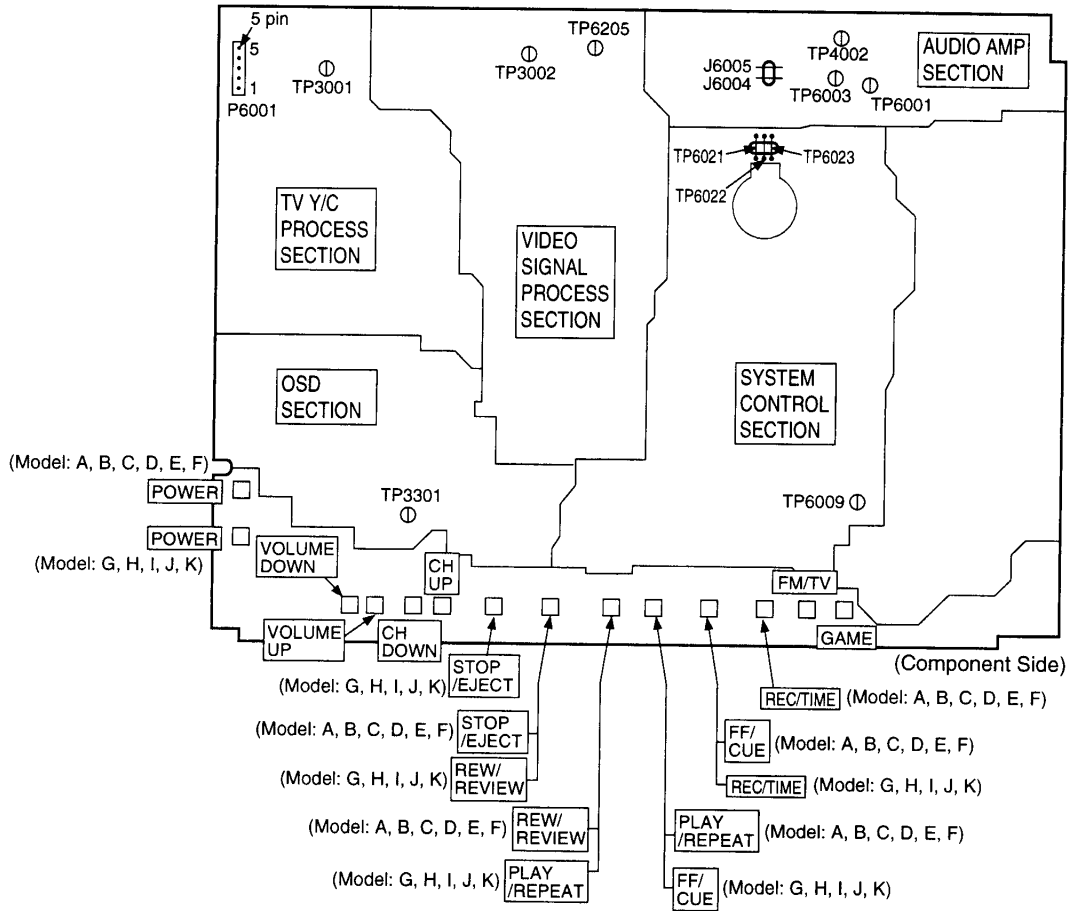 5 pin
5
1
P6001
TP3001
TP3002
TP6205
J6005
J6004
TP4002
TP6003
TP6001
AUDIO AMP
SECTION
TP6021
TP6023
TP6022
TV Y/C
PROCESS
SECTION
VIDEO
SIGNAL
PROCESS
SECTION
OSD
SECTION
SYSTEM
CONTROL
SECTION
(Model: A, B, C, D, E, F)
POWER
POWER
(Model: G, H, I, J, K)
TP3301
TP6009
VOLUME
DOWN
CH
UP
FM/TV
VOLUME
UP
CH
DOWN
GAME
(Component Side)
(Model: G, H, I, J, K)
STOP
/EJECT
REC/TIME
(Model: A, B, C, D, E, F)
(Model: A, B, C, D, E, F)
STOP
/EJECT
FF/
CUE
(Model: A, B, C, D, E, F)
(Model: G, H, I, J, K)
REW/
REVIEW
REC/TIME
(Model: G, H, I, J, K)
(Model: A, B, C, D, E, F)
REW/
REVIEW
PLAY
/REPEAT
(Model: A, B, C, D, E, F)
(Model: G, H, I, J, K)
PLAY
/REPEAT
FF/
CUE
(Model: G, H, I, J, K)